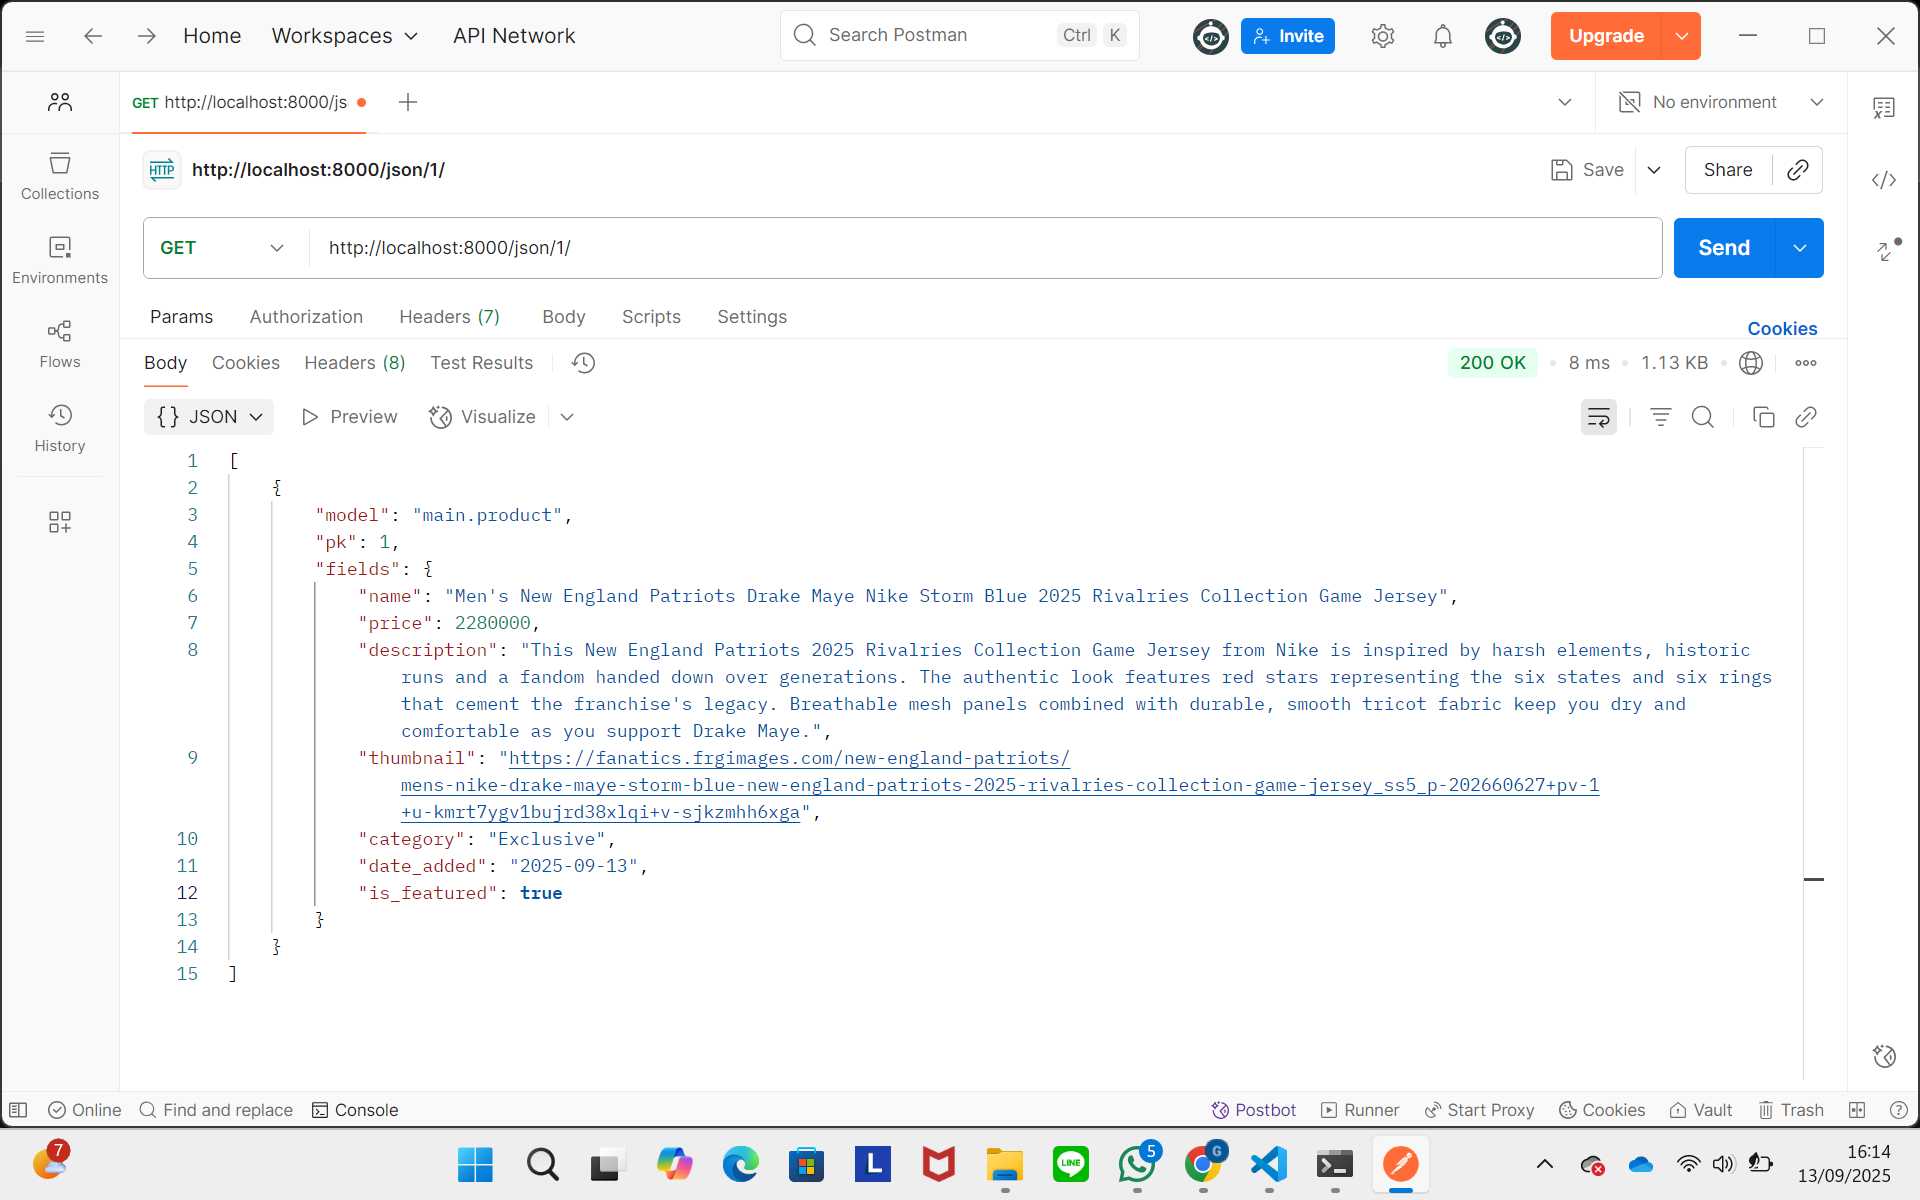 Home
Workspaces
API Network
Search Postman
Ctrl
K
Invite
Upgrade
GET http://localhost:8000/js
No environment
HTTP
http://localhost:8000/json/1/
Save
Share
Collections
GET
http://localhost:8000/json/1/
Send
Environments
Params
Authorization
Headers (7)
Body
Scripts
Settings
Cookies
Flows
Body
Cookies
Headers (8)
Test Results
200 OK
8 ms
1.13 KB
{} JSON
Preview
Visualize
History
1 [
2 {
3 "model": "main.product",
4 "pk": 1,
5 "fields": {
6 "name": "Men's New England Patriots Drake Maye Nike Storm Blue 2025 Rivalries Collection Game Jersey",
7 "price": 2280000,
8 "description": "This New England Patriots 2025 Rivalries Collection Game Jersey from Nike is inspired by harsh elements, historic
runs and a fandom handed down over generations. The authentic look features red stars representing the six states and six rings
that cement the franchise's legacy. Breathable mesh panels combined with durable, smooth tricot fabric keep you dry and
comfortable as you support Drake Maye.",
9 "thumbnail": "https://fanatics.frgimages.com/new-england-patriots/
mens-nike-drake-maye-storm-blue-new-england-patriots-2025-rivalries-collection-game-jersey_ss5_p-202660627+pv-1
+u-kmrt7ygv1bujrd38xlqi+v-sjkzmhh6xga",
10 "category": "Exclusive",
11 "date_added": "2025-09-13",
12 "is_featured": true
13 }
14 }
15 ]
Online
Find and replace
Console
Postbot
Runner
Start Proxy
Cookies
Vault
Trash
7
L
LINE
5
G
16:14
13/09/2025